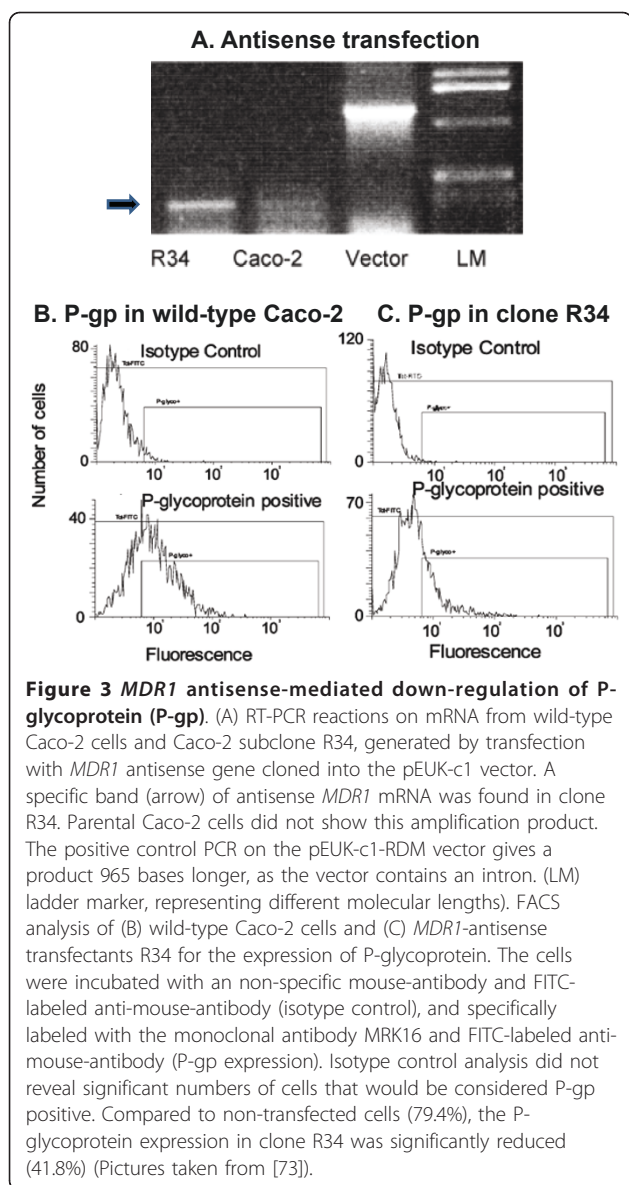 A. Antisense transfection
R34 Caco-2 Vector LM
B. P-gp in wild-type Caco-2 C. P-gp in clone R34
80
Isotype Control
Tot-FITC
P-glyco+
0
Number of cells
120
Isotype Control
P-glyco+
0
P-glycoprotein positive
40
Tot-FITC
P-glyco+
0
Fluorescence
P-glycoprotein positive
70
Tot-FITC
P-glyco+
0
Fluorescence
Figure 3 MDR1 antisense-mediated down-regulation of P-
glycoprotein (P-gp). (A) RT-PCR reactions on mRNA from wild-type
Caco-2 cells and Caco-2 subclone R34, generated by transfection
with MDR1 antisense gene cloned into the pEUK-c1 vector. A
specific band (arrow) of antisense MDR1 mRNA was found in clone
R34. Parental Caco-2 cells did not show this amplification product.
The positive control PCR on the pEUK-c1-RDM vector gives a
product 965 bases longer, as the vector contains an intron. (LM)
ladder marker, representing different molecular lengths). FACS
analysis of (B) wild-type Caco-2 cells and (C) MDR1-antisense
transfectants R34 for the expression of P-glycoprotein. The cells
were incubated with an non-specific mouse-antibody and FITC-
labeled anti-mouse-antibody (isotype control), and specifically
labeled with the monoclonal antibody MRK16 and FITC-labeled anti-
mouse-antibody (P-gp expression). Isotype control analysis did not
reveal significant numbers of cells that would be considered P-gp
positive. Compared to non-transfected cells (79.4%), the P-
glycoprotein expression in clone R34 was significantly reduced
(41.8%) (Pictures taken from [73]).